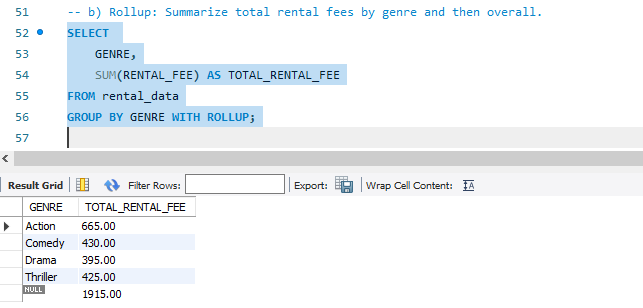 51 -- b) Rollup: Summarize total rental fees by genre and then overall.
52 SELECT
53 GENRE,
54 SUM(RENTAL_FEE) AS TOTAL_RENTAL_FEE
55 FROM rental_data
56 GROUP BY GENRE WITH ROLLUP;
57
Result Grid Filter Rows: Export: Wrap Cell Content:
GENRE TOTAL_RENTAL_FEE
Action 665.00
Comedy 430.00
Drama 395.00
Thriller 425.00
NULL 1915.00